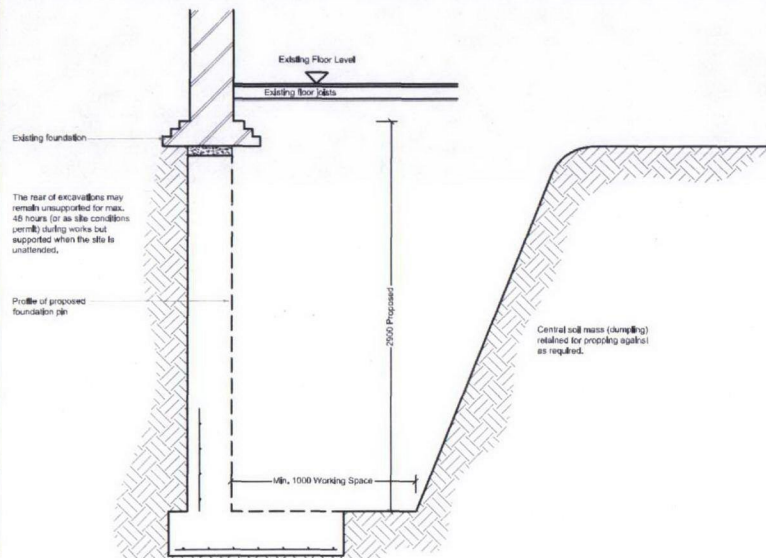 Existing Floor Level
Existing floor joists
Existing foundation
The rear of excavations may
remain unsupported for max.
48 hours (or as site conditions
permit) during works but
supported when the site is
unattended.
Profile of proposed
foundation pin
2900 Proposed
Central soil mass (dumpling)
retained for propping against
as required.
Min. 1000 Working Space